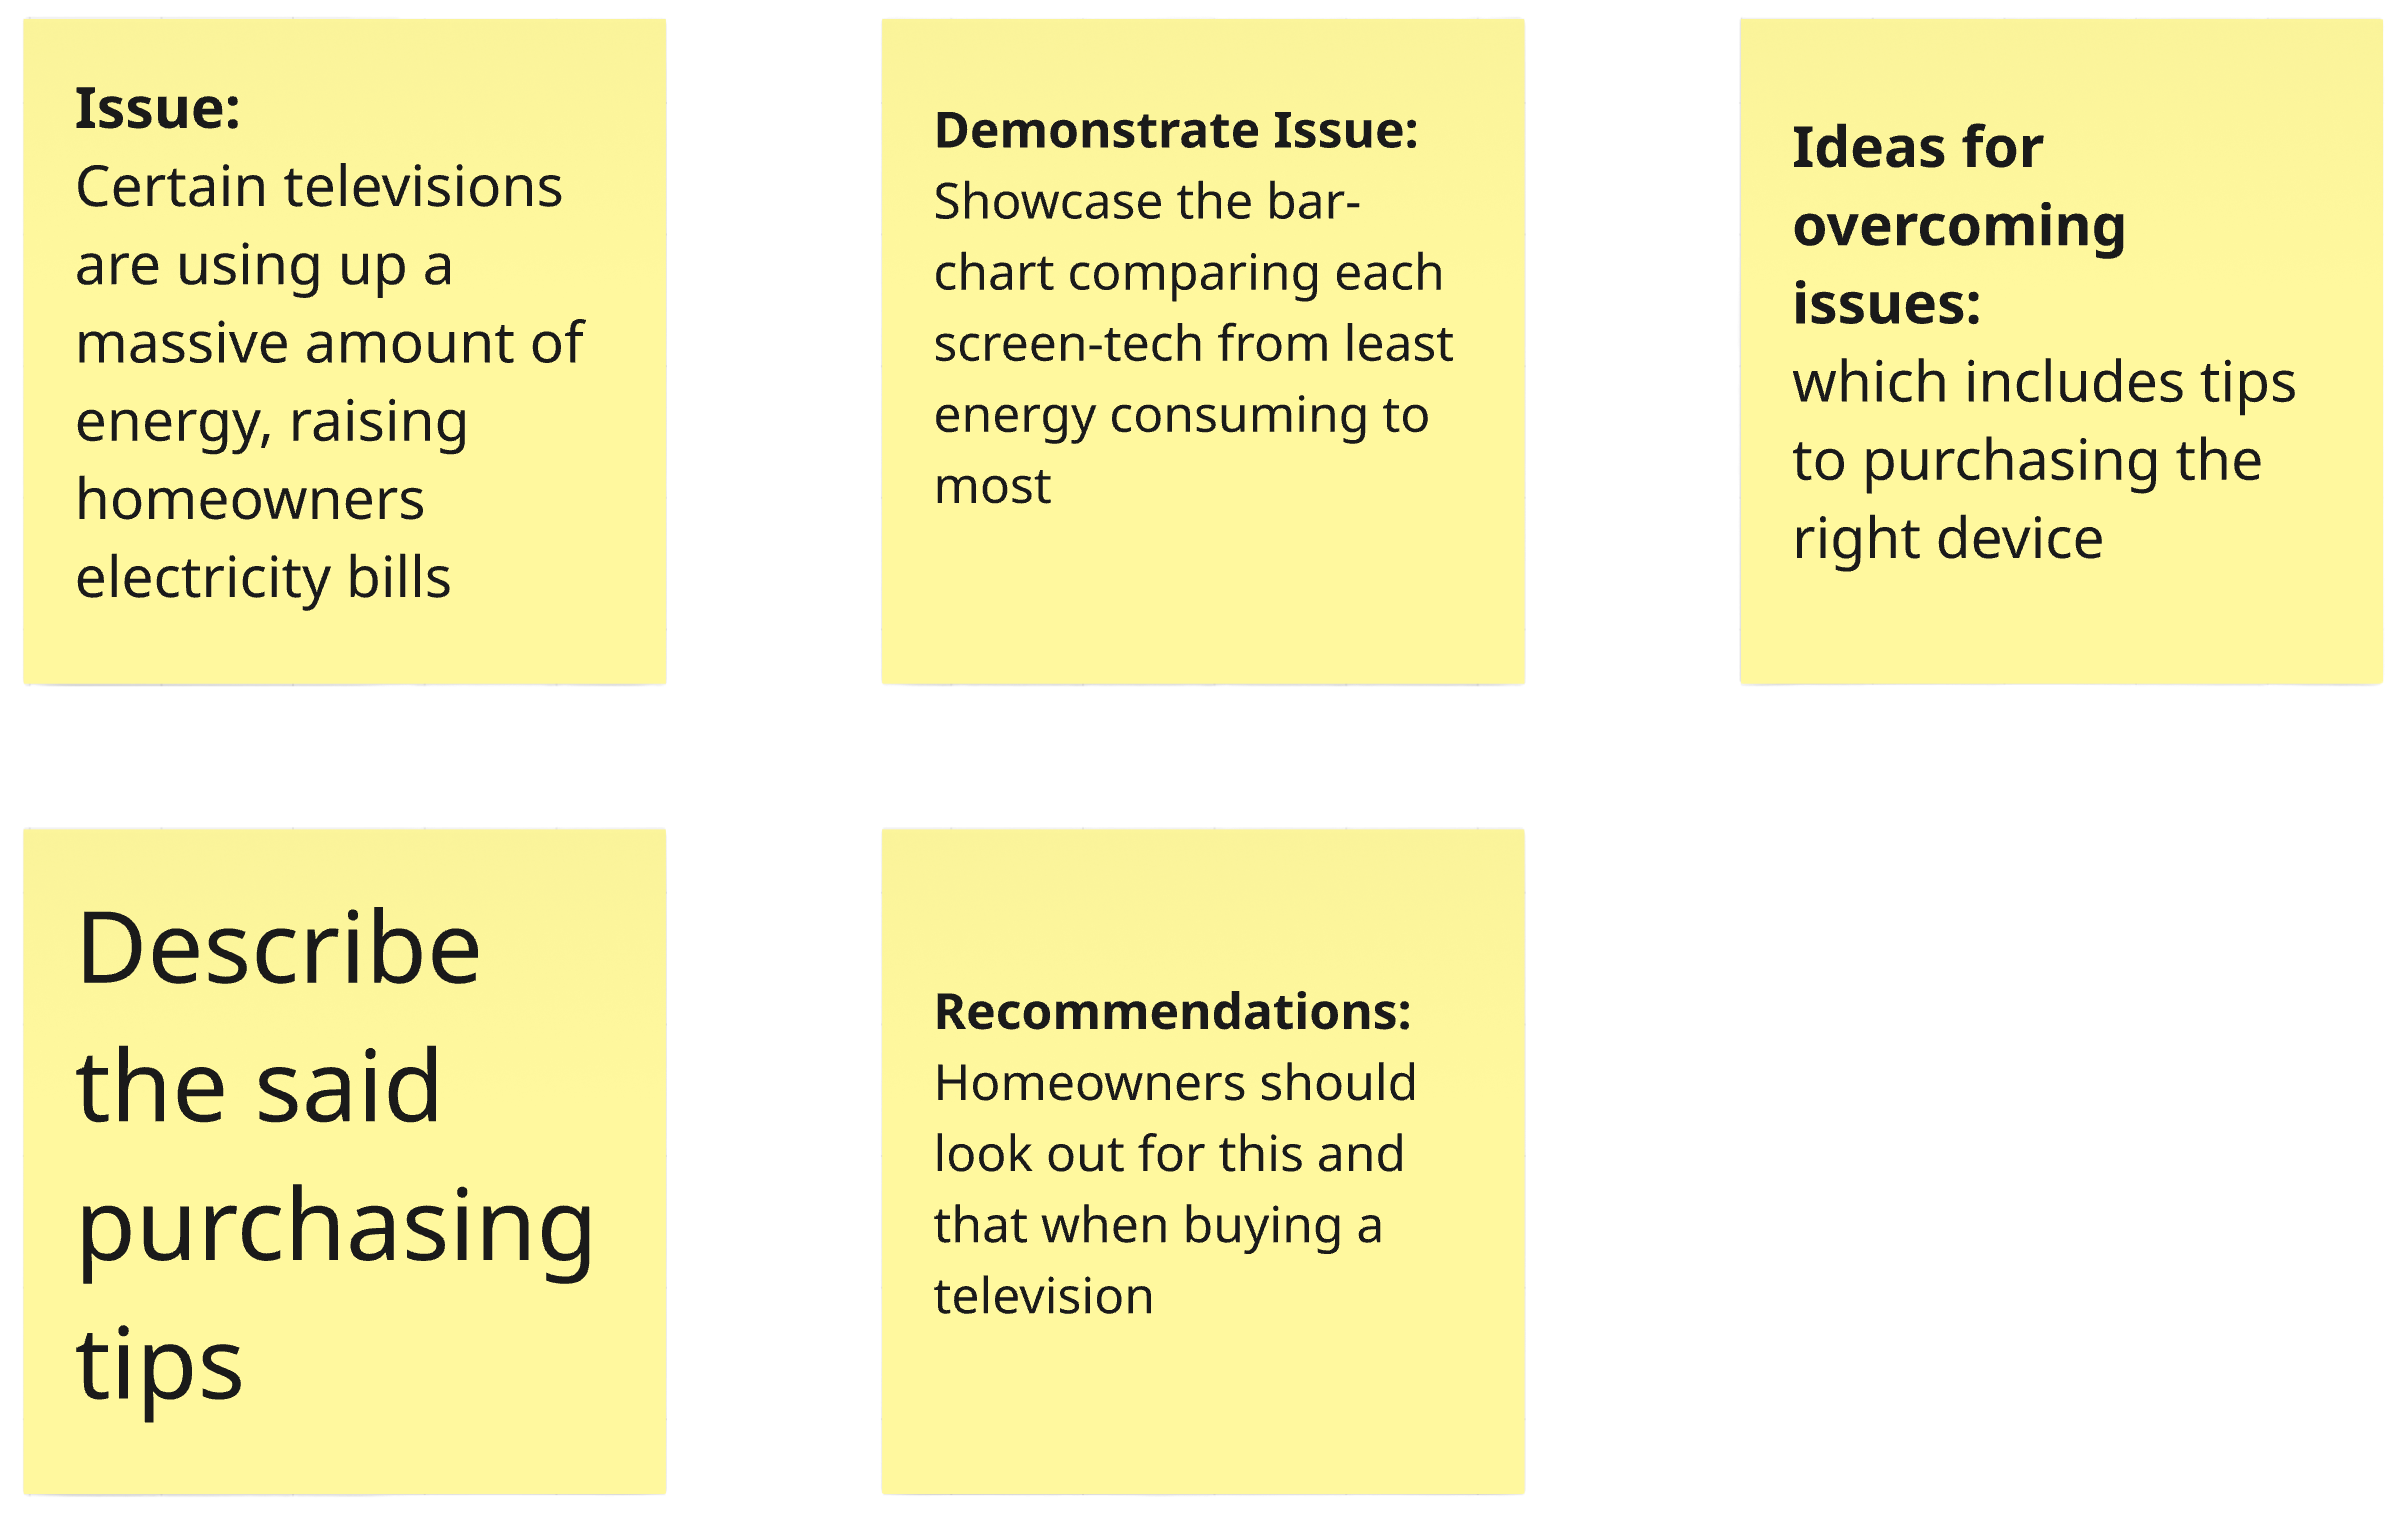 Issue:
Certain televisions
are using up a
massive amount of
energy, raising
homeowners
electricity bills
Demonstrate Issue:
Showcase the bar-
chart comparing each
screen-tech from least
energy consuming to
most
Ideas for
overcoming
issues:
which includes tips
to purchasing the
right device
Describe
the said
purchasing
tips
Recommendations:
Homeowners should
look out for this and
that when buying a
television